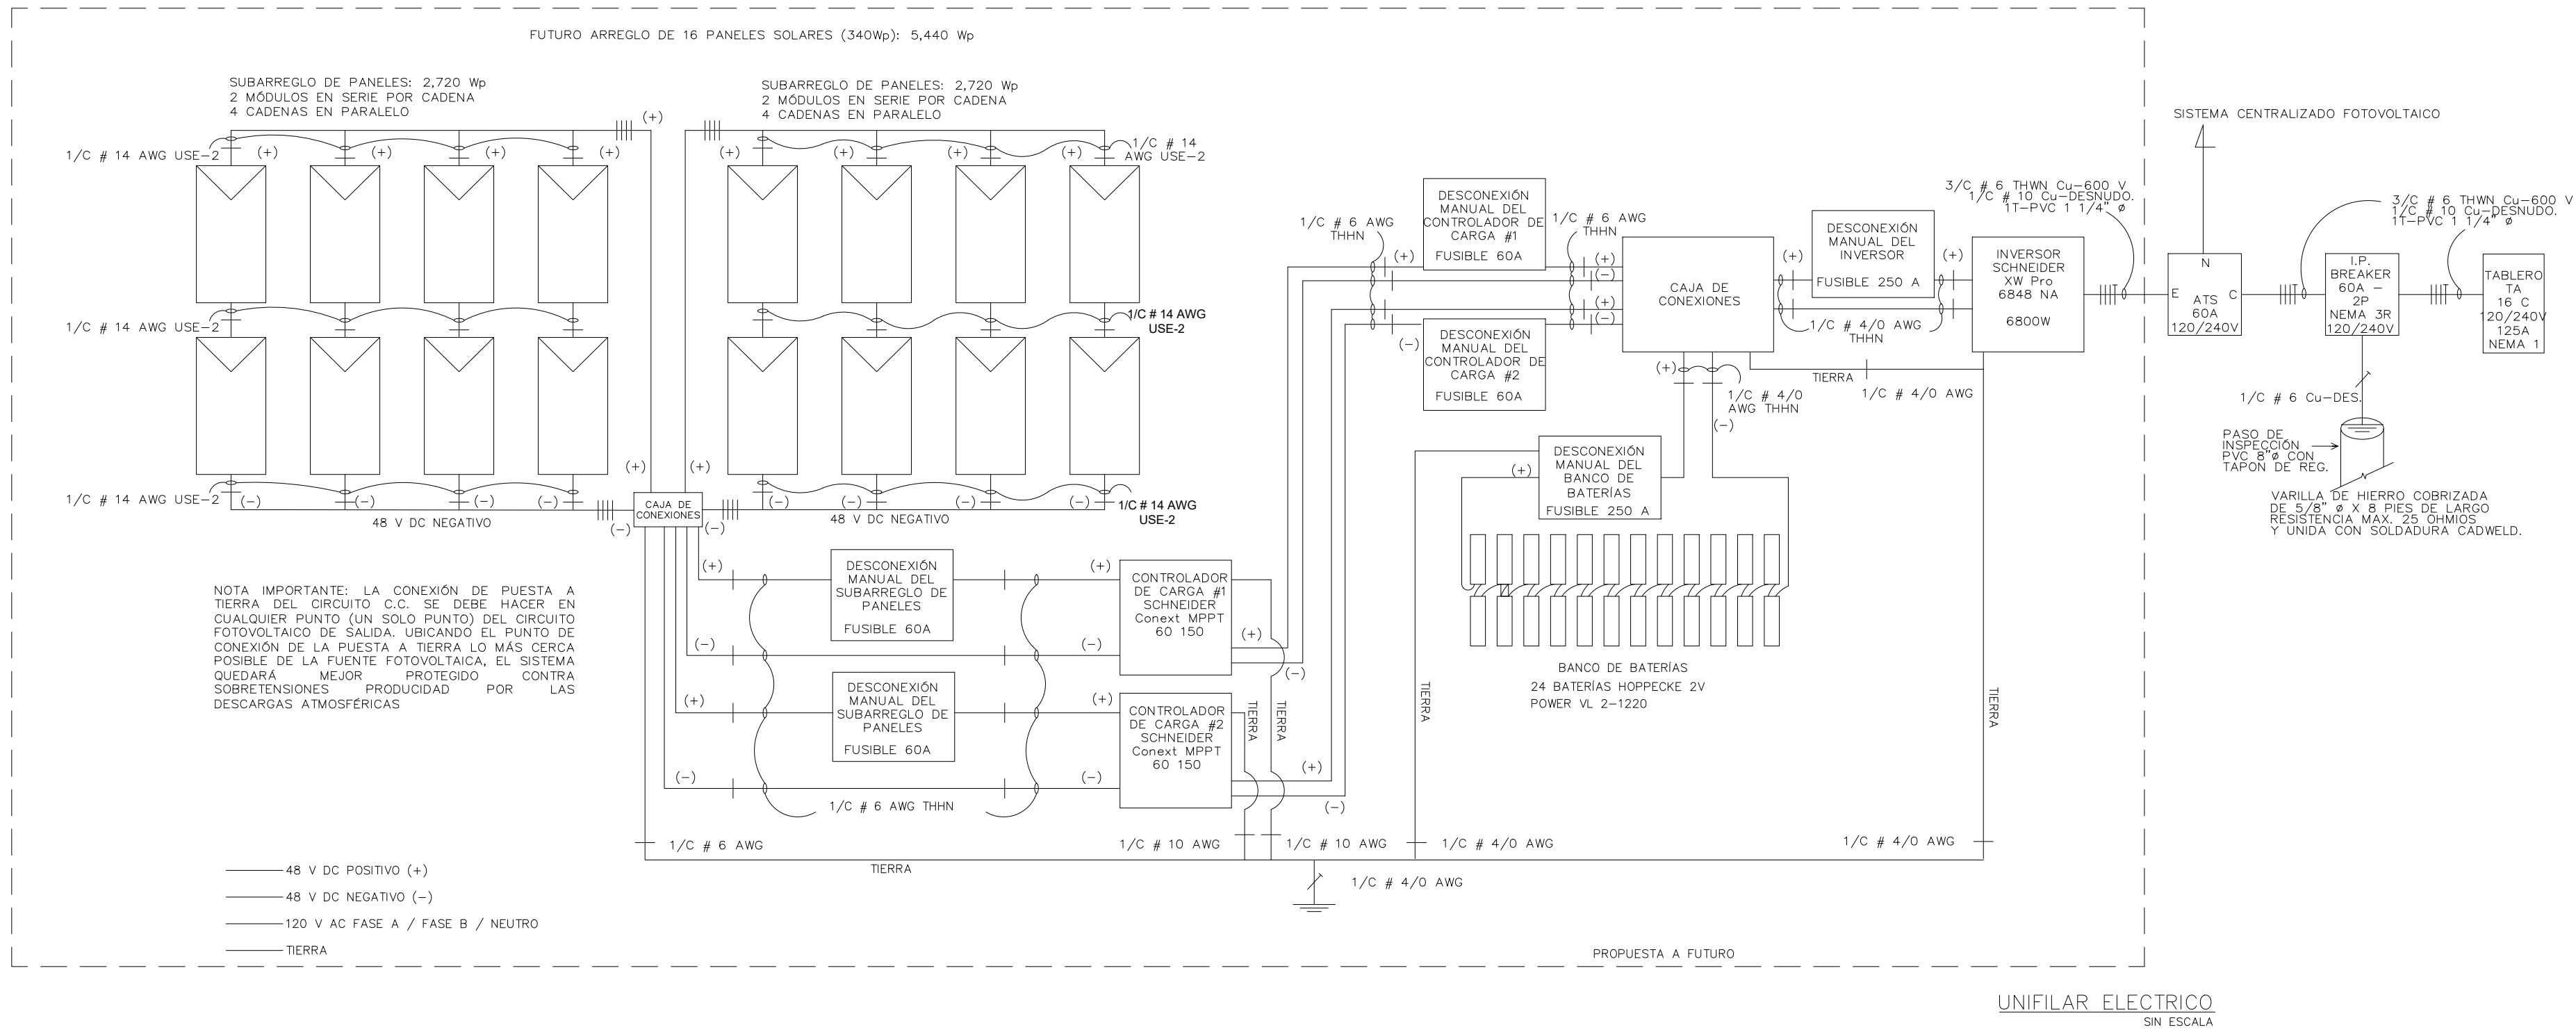 FUTURO ARREGLO DE 16 PANELES SOLARES (340Wp): 5,440 Wp
SUBARREGLO DE PANELES: 2,720 Wp
2 MÓDULOS EN SERIE POR CADENA
4 CADENAS EN PARALELO
SUBARREGLO DE PANELES: 2,720 Wp
2 MÓDULOS EN SERIE POR CADENA
4 CADENAS EN PARALELO
(+)
1/C # 14 AWG USE-2
(+)
(+)
(+)
(+)
(+)
(+)
(+)
(+)
1/C # 14
AWG USE-2
1/C # 14 AWG USE-2
1/C # 14 AWG
USE-2
1/C # 14 AWG USE-2
(-)
(-)
(-)
(-)
48 V DC NEGATIVO
(+)
(+)
(-)
CAJA DE
CONEXIONES
(-)
(-)
(-)
(-)
(-)
48 V DC NEGATIVO
1/C # 14 AWG
USE-2
NOTA IMPORTANTE: LA CONEXIÓN DE PUESTA A
TIERRA DEL CIRCUITO C.C. SE DEBE HACER EN
CUALQUIER PUNTO (UN SOLO PUNTO) DEL CIRCUITO
FOTOVOLTAICO DE SALIDA. UBICANDO EL PUNTO DE
CONEXIÓN DE LA PUESTA A TIERRA LO MÁS CERCA
POSIBLE DE LA FUENTE FOTOVOLTAICA, EL SISTEMA
QUEDARÁ MEJOR PROTEGIDO CONTRA
SOBRETENSIONES PRODUCIDAD POR LAS
DESCARGAS ATMOSFÉRICAS
(+)
DESCONEXIÓN
MANUAL DEL
SUBARREGLO DE
PANELES
FUSIBLE 60A
(+)
CONTROLADOR
DE CARGA #1
SCHNEIDER
Conext MPPT
60 150
(-)
(-)
(+)
(-)
(+)
DESCONEXIÓN
MANUAL DEL
SUBARREGLO DE
PANELES
FUSIBLE 60A
(+)
CONTROLADOR
DE CARGA #2
SCHNEIDER
Conext MPPT
60 150
(-)
(-)
(+)
(-)
1/C # 6 AWG THHN
TIERRA
TIERRA
1/C # 6 AWG
THHN
(+)
DESCONEXIÓN
MANUAL DEL
CONTROLADOR DE
CARGA #1
FUSIBLE 60A
1/C # 6 AWG
THHN
(+)
(-)
(+)
(-)
(-)
DESCONEXIÓN
MANUAL DEL
CONTROLADOR DE
CARGA #2
FUSIBLE 60A
CAJA DE
CONEXIONES
(+)
DESCONEXIÓN
MANUAL DEL
INVERSOR
FUSIBLE 250 A
(+)
1/C # 4/0 AWG
THHN
INVERSOR
SCHNEIDER
XW Pro
6848 NA
6800W
3/C # 6 THWN Cu-600 V
1/C # 10 Cu-DESNUDO.
1T-PVC 1 1/4" ø
(+)
1/C # 4/0
AWG THHN
(-)
TIERRA
1/C # 4/0 AWG
(+)
DESCONEXIÓN
MANUAL DEL
BANCO DE
BATERÍAS
FUSIBLE 250 A
BANCO DE BATERÍAS
24 BATERÍAS HOPPECKE 2V
POWER VL 2-1220
TIERRA
TIERRA
SISTEMA CENTRALIZADO FOTOVOLTAICO
N
E
C
ATS
60A
120/240V
3/C # 6 THWN Cu-600 V
1/C # 10 Cu-DESNUDO.
1T-PVC 1 1/4" ø
I.P.
BREAKER
60A -
2P
NEMA 3R
120/240V
TABLERO
TA
16 C
120/240V
125A
NEMA 1
1/C # 6 Cu-DES.
PASO DE
INSPECCIÓN
PVC 8"ø CON
TAPON DE REG.
VARILLA DE HIERRO COBRIZADA
DE 5/8" ø X 8 PIES DE LARGO
RESISTENCIA MAX. 25 OHMIOS
Y UNIDA CON SOLDADURA CADWELD.
1/C # 6 AWG
1/C # 10 AWG
1/C # 10 AWG
1/C # 4/0 AWG
1/C # 4/0 AWG
TIERRA
1/C # 4/0 AWG
48 V DC POSITIVO (+)
48 V DC NEGATIVO (-)
120 V AC FASE A / FASE B / NEUTRO
TIERRA
PROPUESTA A FUTURO
UNIFILAR ELECTRICO
SIN ESCALA